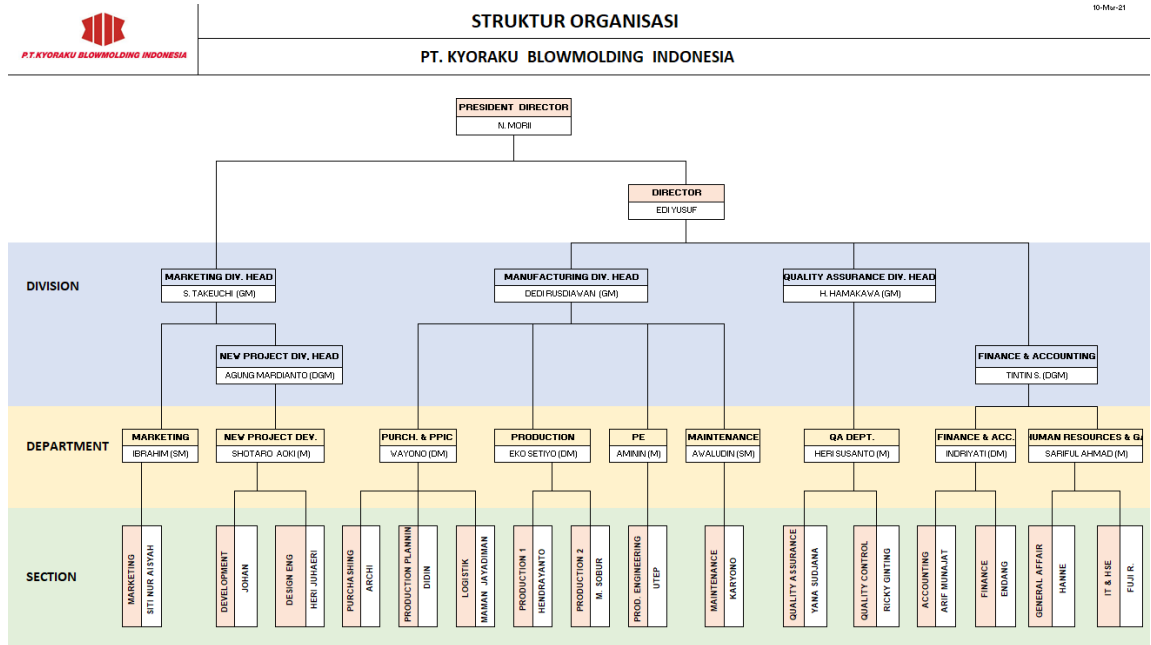 10-Mar-21
STRUKTUR ORGANISASI
P.T.KYORAKU BLOWMOLDING INDONESIA
PT. KYORAKU BLOWMOLDING INDONESIA
PRESIDENT DIRECTOR
N. MORII
DIRECTOR
EDI YUSUF
DIVISION
MARKETING DIV. HEAD
S. TAKEUCHI (GM)
MANUFACTURING DIV. HEAD
DEDI RUSDIAWAN (GM)
QUALITY ASSURANCE DIV. HEAD
H. HAMAKAWA (GM)
NEW PROJECT DIV, HEAD
AGUNG MARDIANTO (DGM)
FINANCE & ACCOUNTING
TINTIN S. (DGM)
DEPARTMENT
MARKETING
IBRAHIM (SM)
NEW PROJECT DEV.
SHOTARO AOKI (M)
PURCH. & PPIC
WAYONO (DM)
PRODUCTION
EKO SETIYO (DM)
PE
AMININ (M)
MAINTENANCE
AWALUDIN (SM)
QA DEPT.
HERI SUSANTO (M)
FINANCE & ACC.
INDRIYATI (DM)
HUMAN RESOURCES & GA
SARIFUL AHMAD (M)
SECTION
MARKETING
SITI NUR AISYAH
DEVELOPMENT
JOHAN
DESIGN ENG
HERI JUHAERI
PURCHASHING
ARCHI
PRODUCTION PLANNIN
DIDIN
LOGISTIK
MAMAN JAYADIMAN
PRODUCTION 1
HENDRAYANTO
PRODUCTION 2
M. SOBUR
PROD. ENGINEERING
UTEP
MAINTENANCE
KARYONO
QUALITY ASSURANCE
YANA SUDJANA
QUALITY CONTROL
RICKY GINTING
ACCOUNTING
ARIF MUNAJAT
FINANCE
ENDANG
GENERAL AFFAIR
HANNE
IT & HSE
FUJI R.